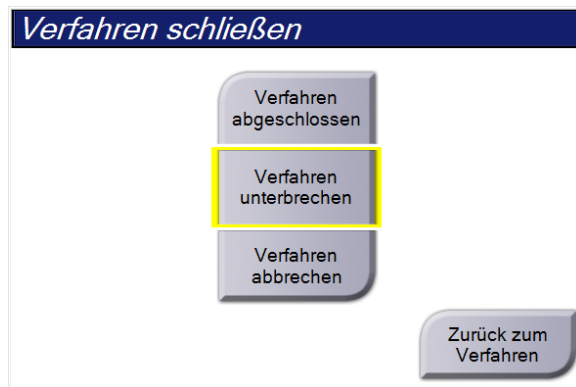 Verfahren schließen
Verfahren
abgeschlossen
Verfahren
unterbrechen
Verfahren
abbrechen
Zurück zum
Verfahren